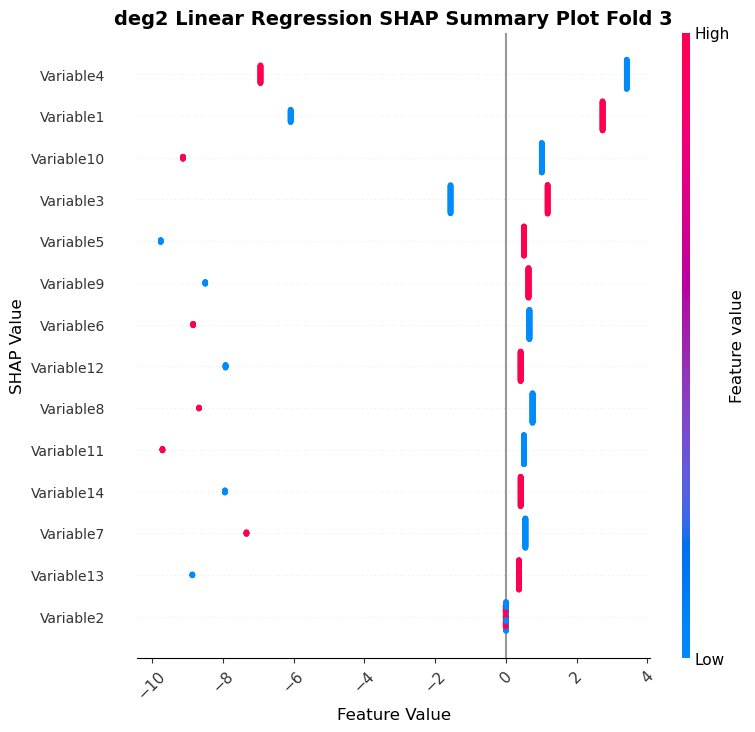 deg2 Linear Regression SHAP Summary Plot Fold 3
High
Variable4
Variable1
Variable10
Variable3
Variable5
Variable9
Variable6
Variable12
Variable8
Variable11
Variable14
Variable7
Variable13
Variable2
SHAP Value
Feature value
Low
−10
−8
−6
−4
−2
0
2
4
Feature Value